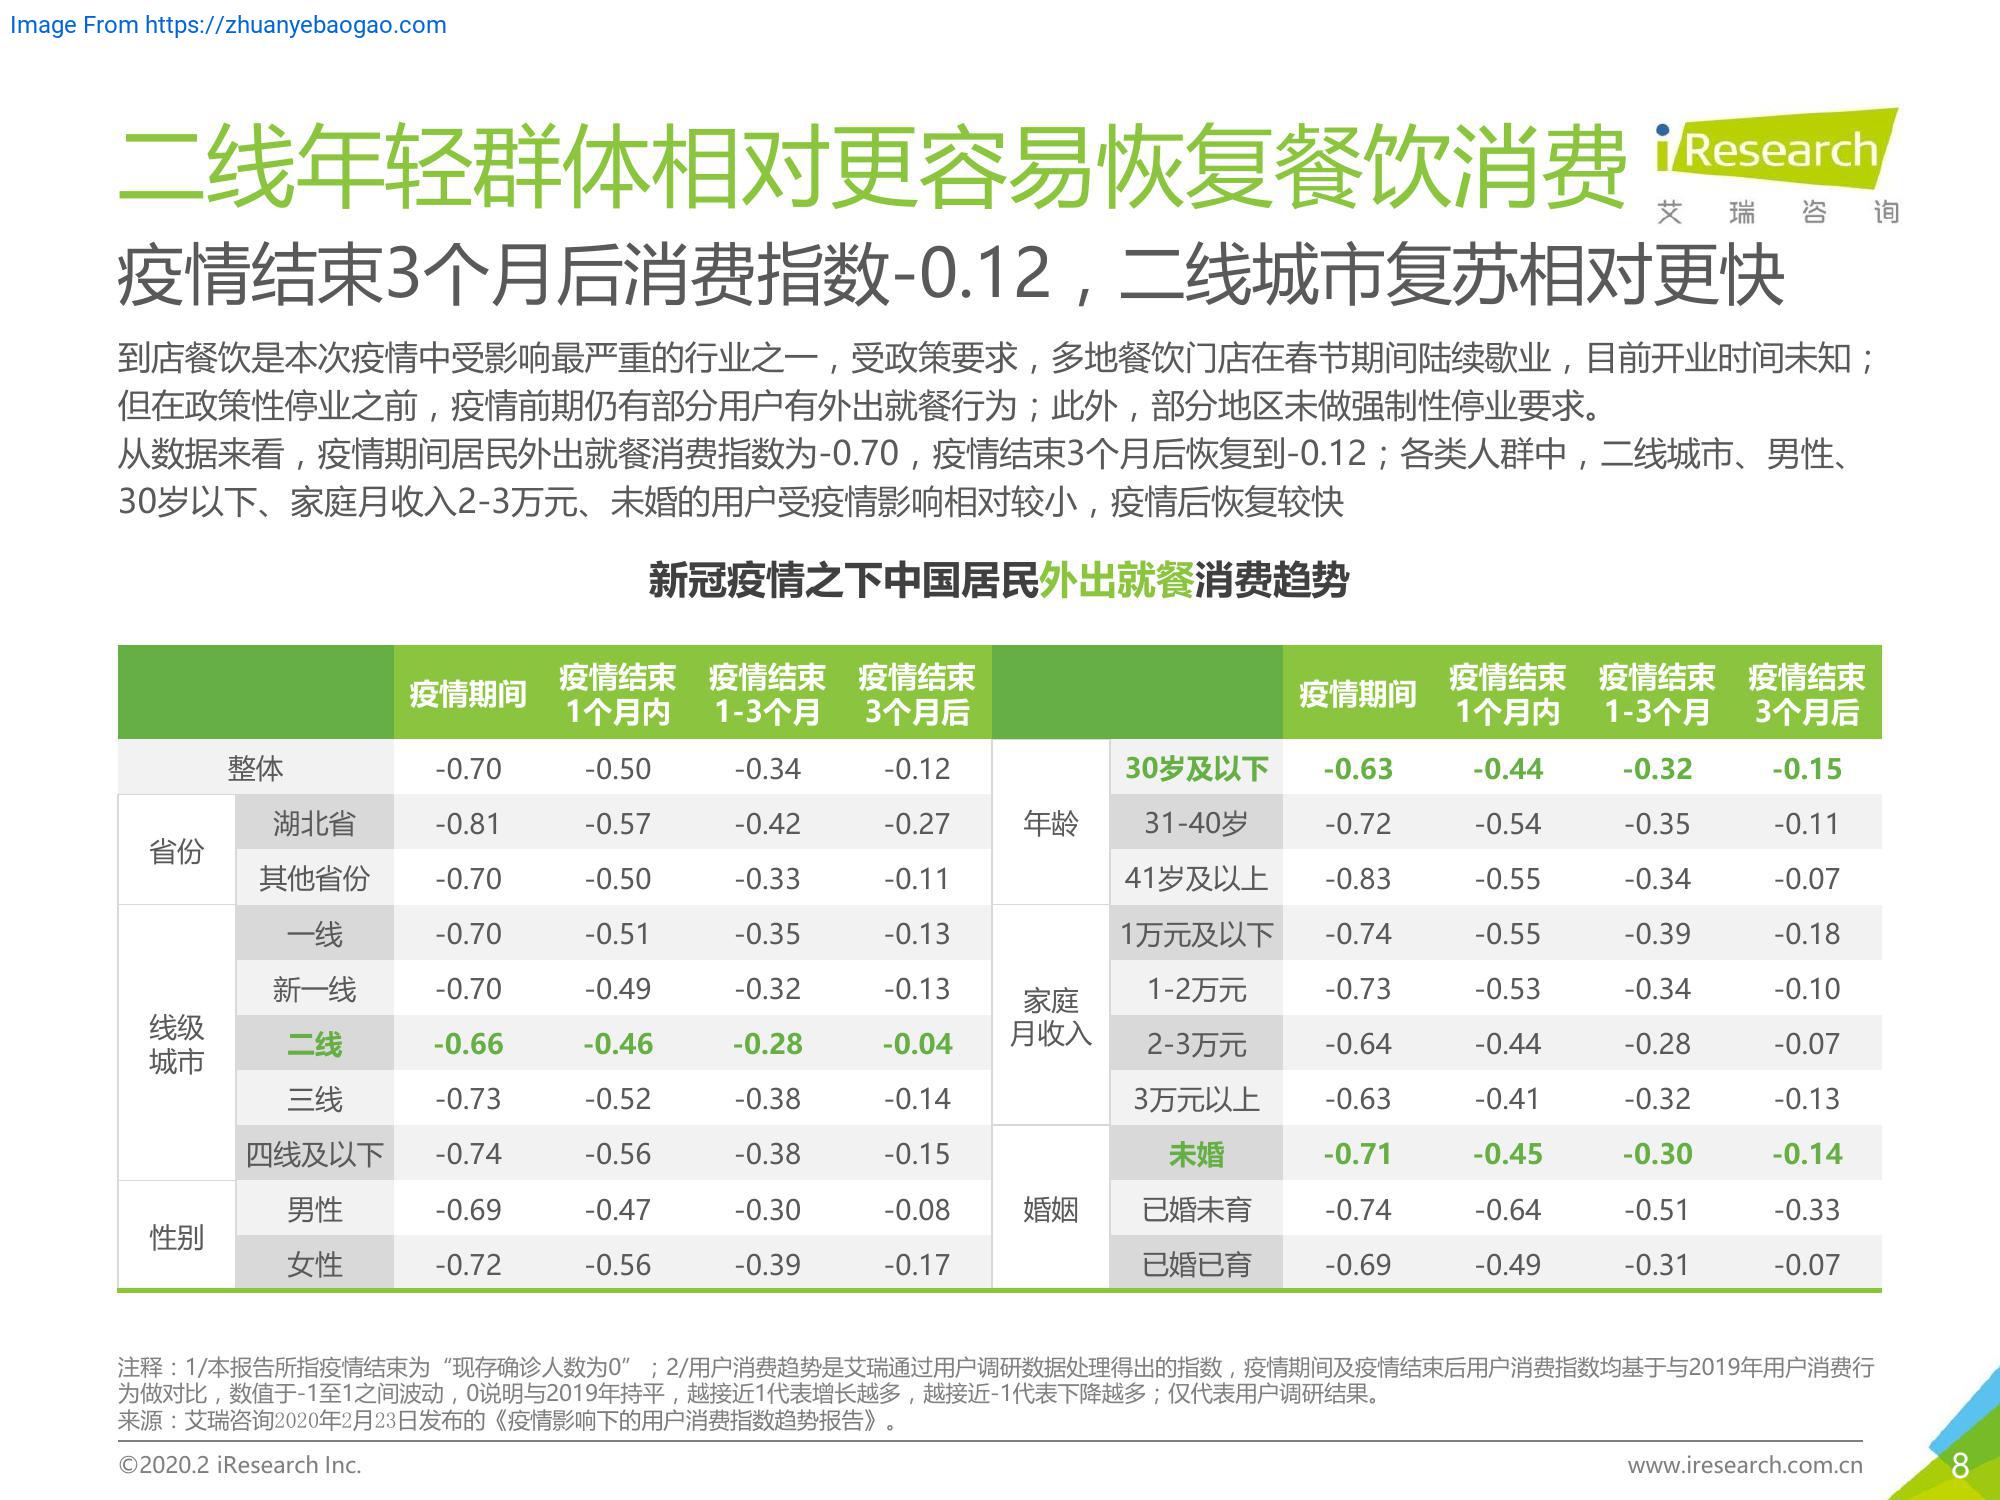 Image From https://zhuanyebaogao.com
二线年轻群体相对更容易恢复餐饮消费
iResearch
艾瑞咨询
疫情结束3个月后消费指数-0.12，二线城市复苏相对更快
到店餐饮是本次疫情中受影响最严重的行业之一，受政策要求，多地餐饮门店在春节期间陆续歇业，目前开业时间未知；
但在政策性停业之前，疫情前期仍有部分用户有外出就餐行为；此外，部分地区未做强制性停业要求。
从数据来看，疫情期间居民外出就餐消费指数为-0.70，疫情结束3个月后恢复到-0.12；各类人群中，二线城市、男性、
30岁以下、家庭月收入2-3万元、未婚的用户受疫情影响相对较小，疫情后恢复较快
新冠疫情之下中国居民外出就餐消费趋势
疫情期间 疫情结束1个月内 疫情结束1-3个月 疫情结束3个月后
整体 -0.70 -0.50 -0.34 -0.12
省份
湖北省 -0.81 -0.57 -0.42 -0.27
其他省份 -0.70 -0.50 -0.33 -0.11
线级城市
一线 -0.70 -0.51 -0.35 -0.13
新一线 -0.70 -0.49 -0.32 -0.13
二线 -0.66 -0.46 -0.28 -0.04
三线 -0.73 -0.52 -0.38 -0.14
四线及以下 -0.74 -0.56 -0.38 -0.15
性别
男性 -0.69 -0.47 -0.30 -0.08
女性 -0.72 -0.56 -0.39 -0.17
疫情期间 疫情结束1个月内 疫情结束1-3个月 疫情结束3个月后
年龄
30岁及以下 -0.63 -0.44 -0.32 -0.15
31-40岁 -0.72 -0.54 -0.35 -0.11
41岁及以上 -0.83 -0.55 -0.34 -0.07
家庭月收入
1万元及以下 -0.74 -0.55 -0.39 -0.18
1-2万元 -0.73 -0.53 -0.34 -0.10
2-3万元 -0.64 -0.44 -0.28 -0.07
3万元以上 -0.63 -0.41 -0.32 -0.13
婚姻
未婚 -0.71 -0.45 -0.30 -0.14
已婚未育 -0.74 -0.64 -0.51 -0.33
已婚已育 -0.69 -0.49 -0.31 -0.07
注释：1/本报告所指疫情结束为“现存确诊人数为0”；2/用户消费趋势是艾瑞通过用户调研数据处理得出的指数，疫情期间及疫情结束后用户消费指数均基于与2019年用户消费行
为做对比，数值于-1至1之间波动，0说明与2019年持平，越接近1代表增长越多，越接近-1代表下降越多；仅代表用户调研结果。
来源：艾瑞咨询2020年2月23日发布的《疫情影响下的用户消费指数趋势报告》。
©2020.2 iResearch Inc.
www.iresearch.com.cn
8